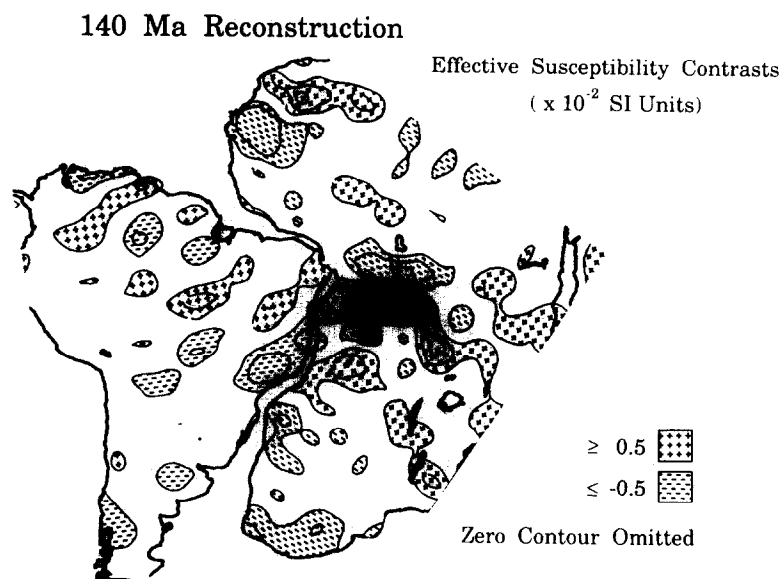 140 Ma Reconstruction
Effective Susceptibility Contrasts
( x 10⁻² SI Units)
≥ 0.5
≤ -0.5
Zero Contour Omitted